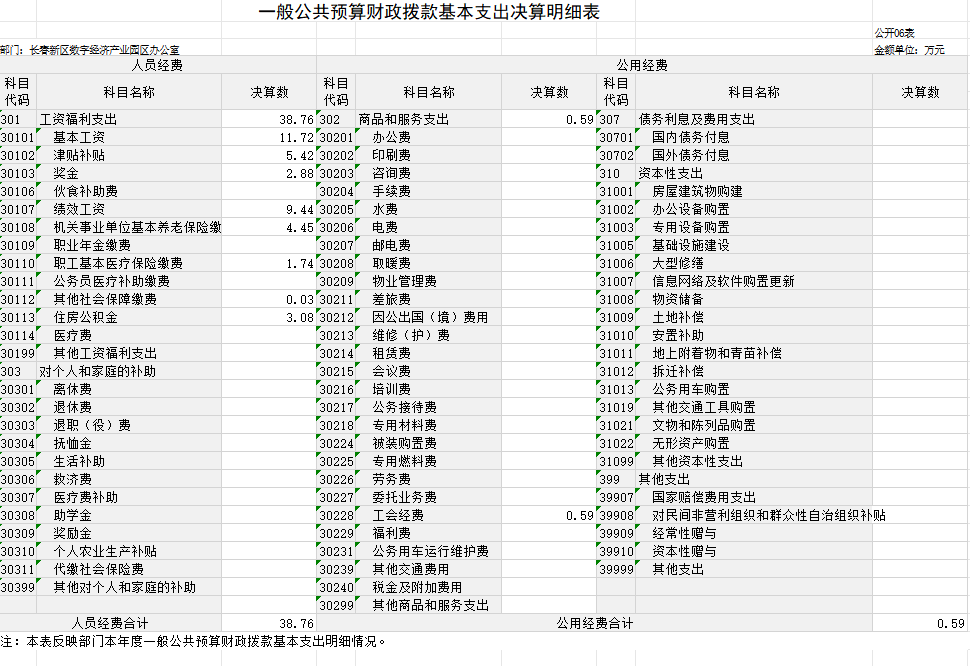 一般公共预算财政拨款基本支出决算明细表
公开06表
部门：长春新区数字经济产业园区办公室 金额单位：万元
人员经费 公用经费
科目代码 科目名称 决算数 科目代码 科目名称 决算数 科目代码 科目名称 决算数
301 工资福利支出 38.76 302 商品和服务支出 0.59 307 债务利息及费用支出
30101 基本工资 11.72 30201 办公费 30701 国内债务付息
30102 津贴补贴 5.42 30202 印刷费 30702 国外债务付息
30103 奖金 2.88 30203 咨询费 310 资本性支出
30106 伙食补助费 30204 手续费 31001 房屋建筑物购建
30107 绩效工资 9.44 30205 水费 31002 办公设备购置
30108 机关事业单位基本养老保险缴 4.45 30206 电费 31003 专用设备购置
30109 职业年金缴费 30207 邮电费 31005 基础设施建设
30110 职工基本医疗保险缴费 1.74 30208 取暖费 31006 大型修缮
30111 公务员医疗补助缴费 30209 物业管理费 31007 信息网络及软件购置更新
30112 其他社会保障缴费 0.03 30211 差旅费 31008 物资储备
30113 住房公积金 3.08 30212 因公出国（境）费用 31009 土地补偿
30114 医疗费 30213 维修（护）费 31010 安置补助
30199 其他工资福利支出 30214 租赁费 31011 地上附着物和青苗补偿
303 对个人和家庭的补助 30215 会议费 31012 拆迁补偿
30301 离休费 30216 培训费 31013 公务用车购置
30302 退休费 30217 公务接待费 31019 其他交通工具购置
30303 退职（役）费 30218 专用材料费 31021 文物和陈列品购置
30304 抚恤金 30224 被装购置费 31022 无形资产购置
30305 生活补助 30225 专用燃料费 31099 其他资本性支出
30306 救济费 30226 劳务费 399 其他支出
30307 医疗费补助 30227 委托业务费 39907 国家赔偿费用支出
30308 助学金 30228 工会经费 0.59 39908 对民间非营利组织和群众性自治组织补贴
30309 奖励金 30229 福利费 39909 经常性赠与
30310 个人农业生产补贴 30231 公务用车运行维护费 39910 资本性赠与
30311 代缴社会保险费 30239 其他交通费用 39999 其他支出
30399 其他对个人和家庭的补助 30240 税金及附加费用
30299 其他商品和服务支出
人员经费合计 38.76 公用经费合计 0.59
注：本表反映部门本年度一般公共预算财政拨款基本支出明细情况。